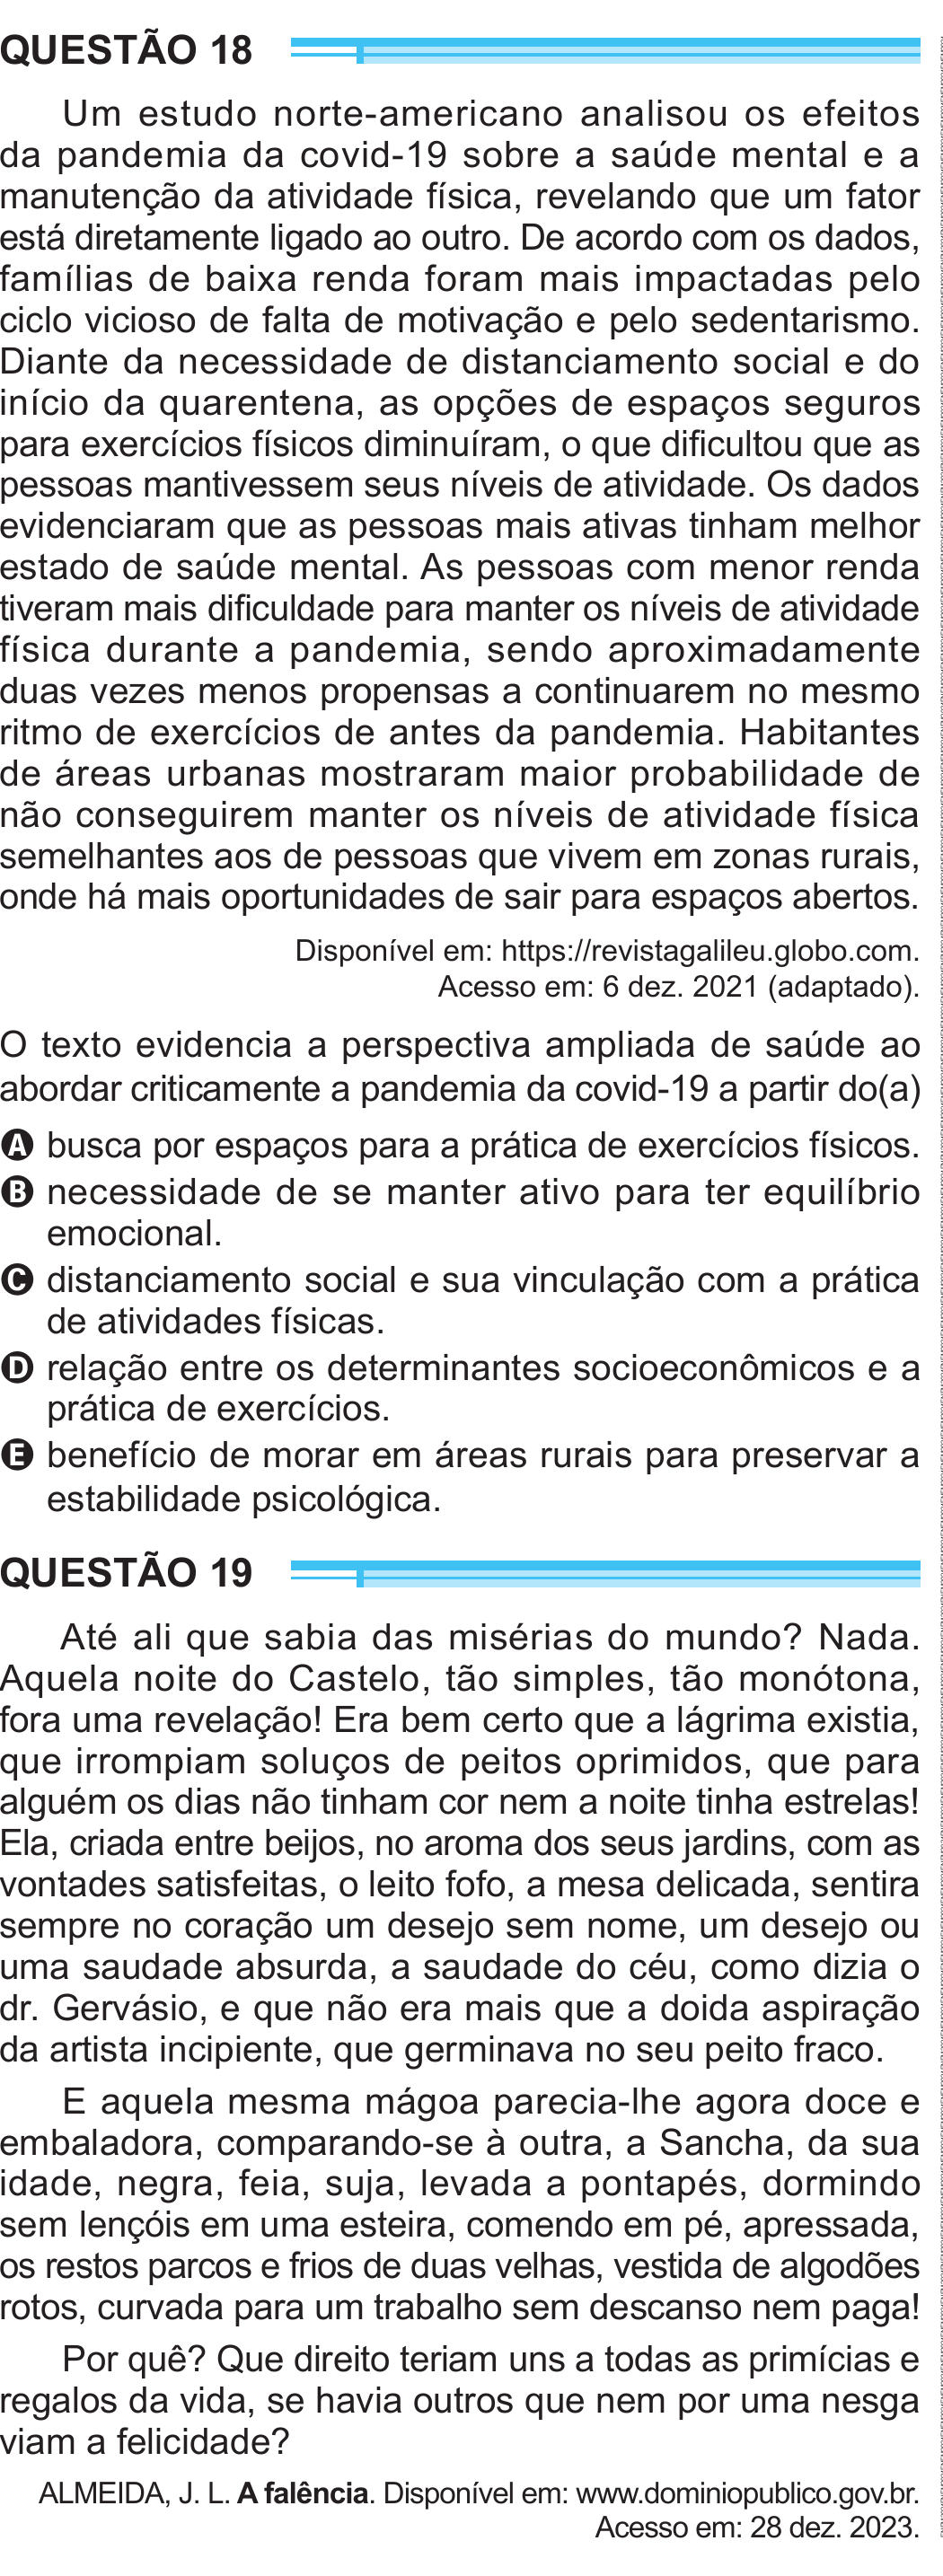 QUESTÃO 18
Um estudo norte-americano analisou os efeitos
da pandemia da covid-19 sobre a saúde mental e a
manutenção da atividade física, revelando que um fator
está diretamente ligado ao outro. De acordo com os dados,
famílias de baixa renda foram mais impactadas pelo
ciclo vicioso de falta de motivação e pelo sedentarismo.
Diante da necessidade de distanciamento social e do
início da quarentena, as opções de espaços seguros
para exercícios físicos diminuíram, o que dificultou que as
pessoas mantivessem seus níveis de atividade. Os dados
evidenciaram que as pessoas mais ativas tinham melhor
estado de saúde mental. As pessoas com menor renda
tiveram mais dificuldade para manter os níveis de atividade
física durante a pandemia, sendo aproximadamente
duas vezes menos propensas a continuarem no mesmo
ritmo de exercícios de antes da pandemia. Habitantes
de áreas urbanas mostraram maior probabilidade de
não conseguirem manter os níveis de atividade física
semelhantes aos de pessoas que vivem em zonas rurais,
onde há mais oportunidades de sair para espaços abertos.
Disponível em: https://revistagalileu.globo.com.
Acesso em: 6 dez. 2021 (adaptado).
O texto evidencia a perspectiva ampliada de saúde ao
abordar criticamente a pandemia da covid-19 a partir do(a)
A busca por espaços para a prática de exercícios físicos.
B necessidade de se manter ativo para ter equilíbrio
emocional.
C distanciamento social e sua vinculação com a prática
de atividades físicas.
D relação entre os determinantes socioeconômicos e a
prática de exercícios.
E benefício de morar em áreas rurais para preservar a
estabilidade psicológica.
QUESTÃO 19
Até ali que sabia das misérias do mundo? Nada.
Aquela noite do Castelo, tão simples, tão monótona,
fora uma revelação! Era bem certo que a lágrima existia,
que irrompiam soluços de peitos oprimidos, que para
alguém os dias não tinham cor nem a noite tinha estrelas!
Ela, criada entre beijos, no aroma dos seus jardins, com as
vontades satisfeitas, o leito fofo, a mesa delicada, sentira
sempre no coração um desejo sem nome, um desejo ou
uma saudade absurda, a saudade do céu, como dizia o
dr. Gervásio, e que não era mais que a doida aspiração
da artista incipiente, que germinava no seu peito fraco.
E aquela mesma mágoa parecia-lhe agora doce e
embaladora, comparando-se à outra, a Sancha, da sua
idade, negra, feia, suja, levada a pontapés, dormindo
sem lençóis em uma esteira, comendo em pé, apressada,
os restos parcos e frios de duas velhas, vestida de algodões
rotos, curvada para um trabalho sem descanso nem paga!
Por quê? Que direito teriam uns a todas as primícias e
regalos da vida, se havia outros que nem por uma nesga
viam a felicidade?
ALMEIDA, J. L. A falência. Disponível em: www.dominiopublico.gov.br.
Acesso em: 28 dez. 2023.